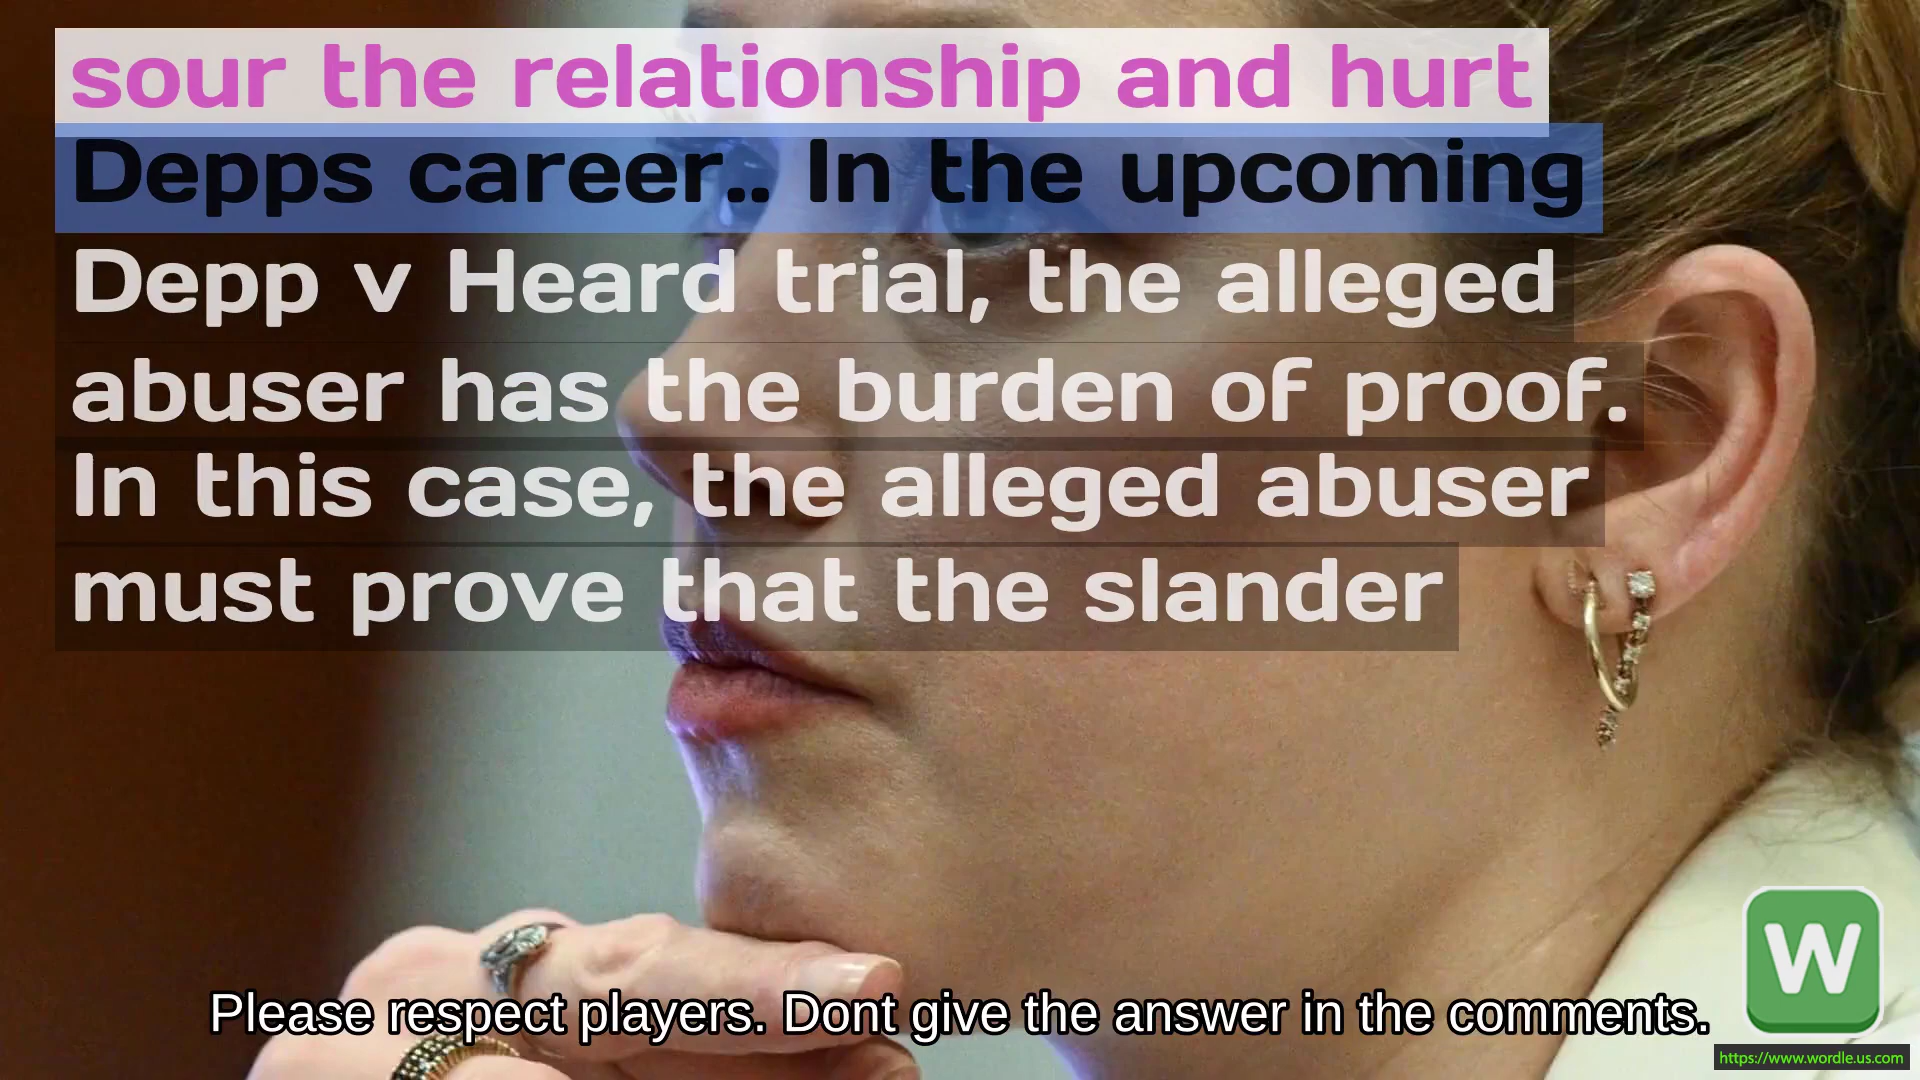 sour the relationship and hurt
Depps career.. In the upcoming
Depp v Heard trial, the alleged
abuser has the burden of proof.
In this case, the alleged abuser
must prove that the slander
W
Please respect players. Dont give the answer in the comments.
https://www.wordle.us.com